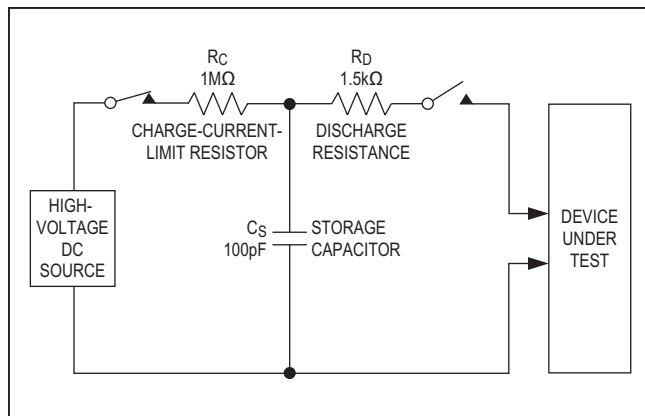 RC
1MΩ
CHARGE-CURRENT-
LIMIT RESISTOR
RD
1.5kΩ
DISCHARGE
RESISTANCE
HIGH-
VOLTAGE
DC
SOURCE
CS
100pF
STORAGE
CAPACITOR
DEVICE
UNDER
TEST